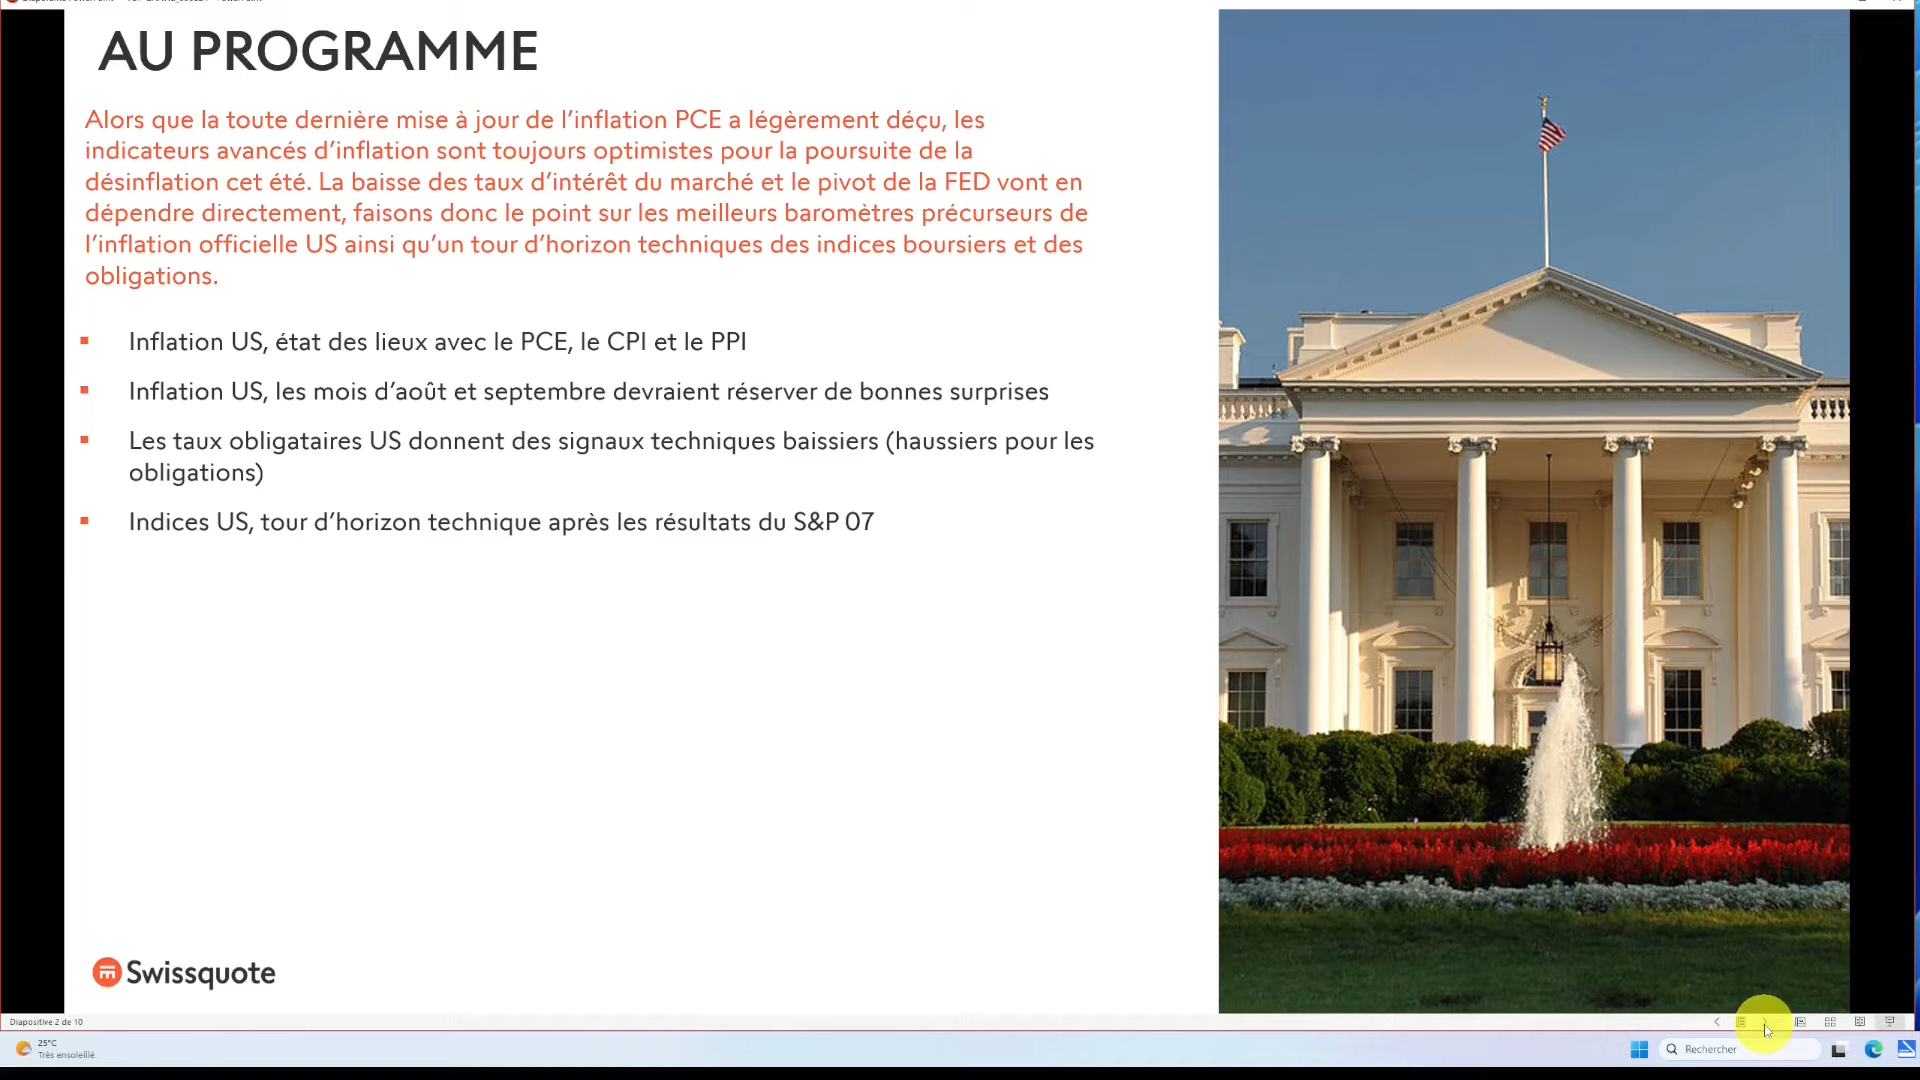 AU PROGRAMME
Alors que la toute dernière mise à jour de l’inflation PCE a légèrement déçu, les
indicateurs avancés d’inflation sont toujours optimistes pour la poursuite de la
désinflation cet été. La baisse des taux d’intérêt du marché et le pivot de la FED vont en
dépendre directement, faisons donc le point sur les meilleurs baromètres précurseurs de
l’inflation officielle US ainsi qu’un tour d’horizon techniques des indices boursiers et des
obligations.
▪ Inflation US, état des lieux avec le PCE, le CPI et le PPI
▪ Inflation US, les mois d’août et septembre devraient réserver de bonnes surprises
▪ Les taux obligataires US donnent des signaux techniques baissiers (haussiers pour les
obligations)
▪ Indices US, tour d’horizon technique après les résultats du S&P 07
Swissquote
Diapositive 2 de 10
25°C
Très ensoleillé
Rechercher